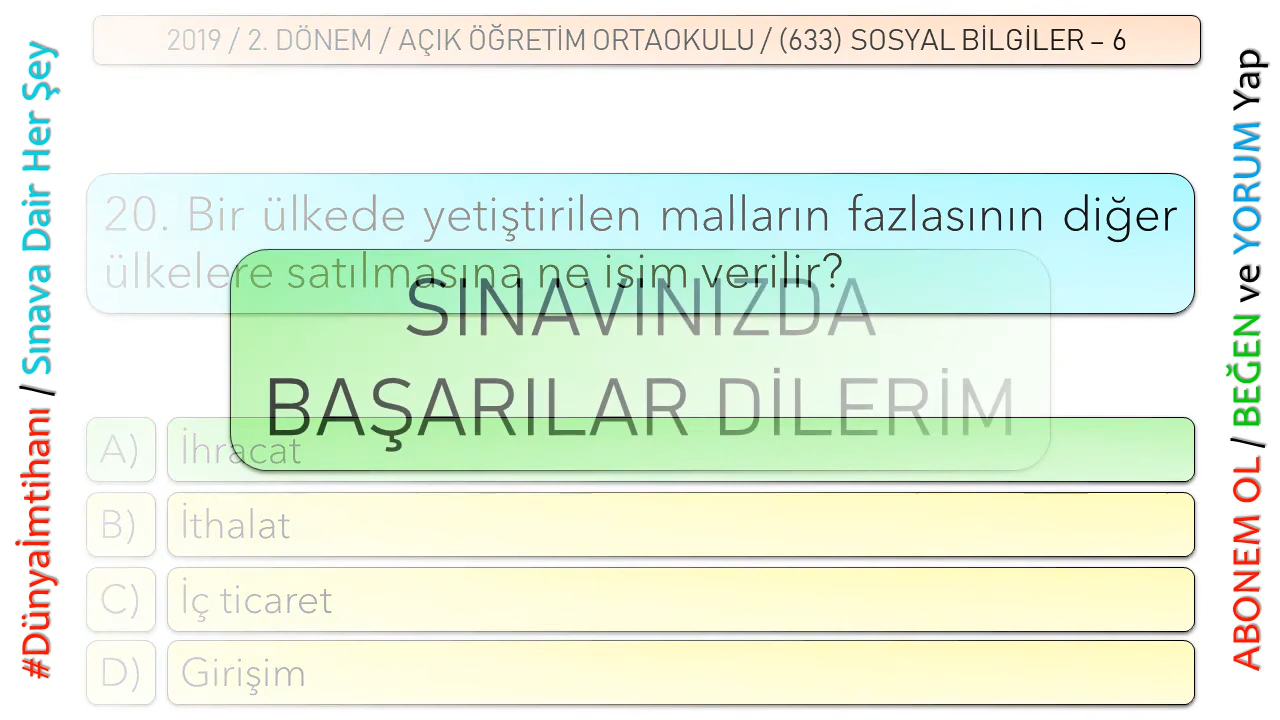 2019 / 2. DÖNEM / AÇIK ÖĞRETİM ORTAOKULU / (633) SOSYAL BİLGİLER – 6
#Dünyaİmtihanı / Sınava Dair Her Şey
20. Bir ülkede yetiştirilen malların fazlasının diğer
ülkelere satılmasına ne isim verilir?
SINAVINIZDA
BAŞARILAR DİLERİM
A) İhracat
B) İthalat
C) İç ticaret
D) Girişim
ABONEM OL / BEĞEN ve YORUM Yap